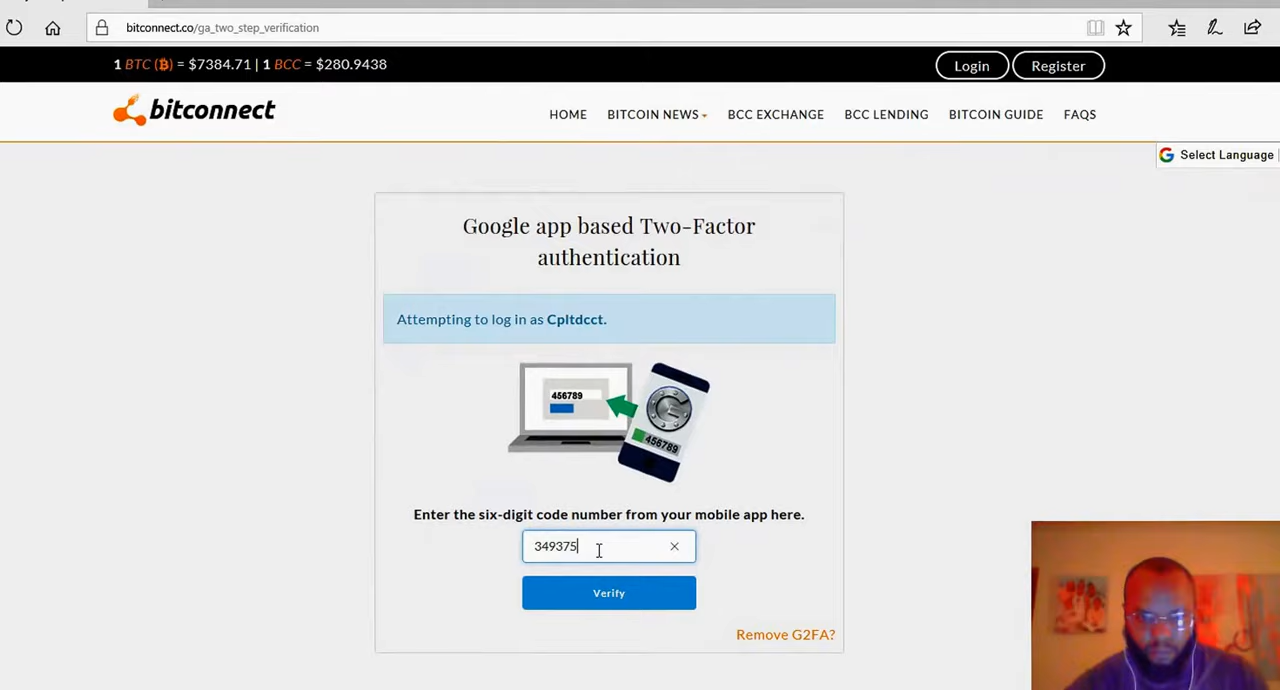 bitconnect.co/ga_two_step_verification
1 BTC (₿) = $7384.71 | 1 BCC = $280.9438
Login
Register
bitconnect
HOME
BITCOIN NEWS
BCC EXCHANGE
BCC LENDING
BITCOIN GUIDE
FAQS
G Select Language
Google app based Two-Factor
authentication
Attempting to log in as Cpltdcct.
456789
456789
Enter the six-digit code number from your mobile app here.
349375
Verify
Remove G2FA?